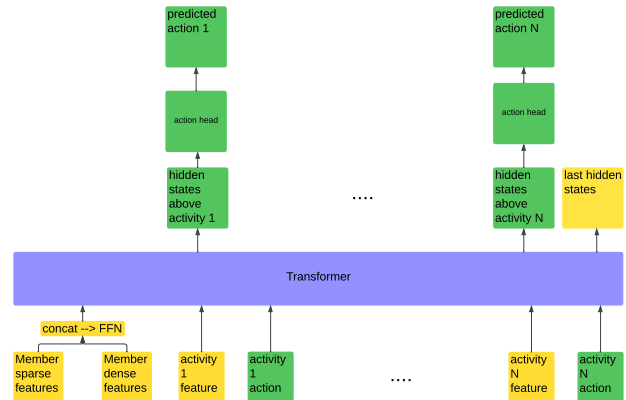 predicted
action 1
predicted
action N
action head
action head
hidden
states
above
activity 1
....
hidden
states
above
activity N
last hidden
states
Transformer
concat --> FFN
Member
sparse
features
Member
dense
features
activity
1
feature
activity
1
action
....
activity
N
feature
activity
N
action